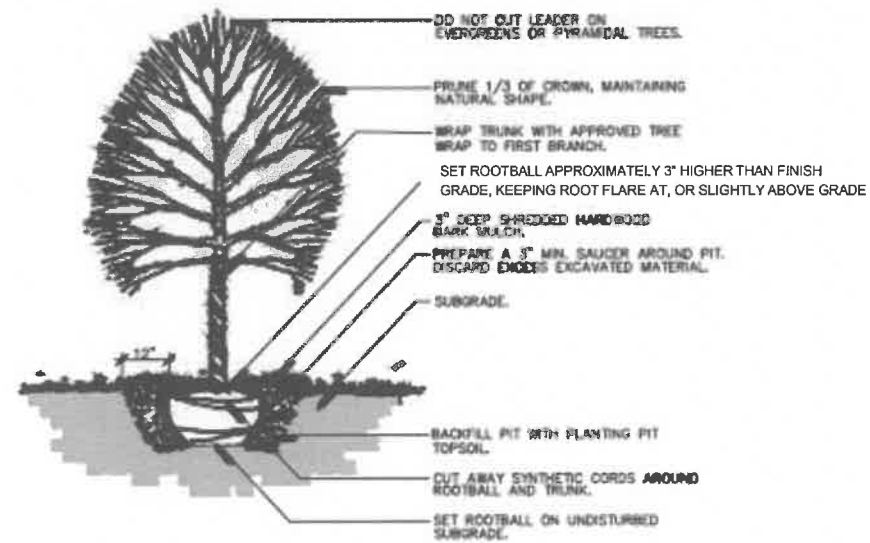 DO NOT CUT LEADER ON
EVERGREENS OR PYRAMIDAL TREES.
PRUNE 1/3 OF CROWN, MAINTAINING
NATURAL SHAPE.
WRAP TRUNK WITH APPROVED TREE
WRAP TO FIRST BRANCH.
SET ROOTBALL APPROXIMATELY 3" HIGHER THAN FINISH
GRADE, KEEPING ROOT FLARE AT, OR SLIGHTLY ABOVE GRADE
3" DEEP SHREDDED HARDWOOD
BARK MULCH.
PREPARE A 3" MIN. SAUCER AROUND PIT.
DISCARD EXCESS EXCAVATED MATERIAL.
SUBGRADE.
12"
BACKFILL PIT WITH PLANTING PIT
TOPSOIL.
CUT AWAY SYNTHETIC CORDS AROUND
ROOTBALL AND TRUNK.
SET ROOTBALL ON UNDISTURBED
SUBGRADE.